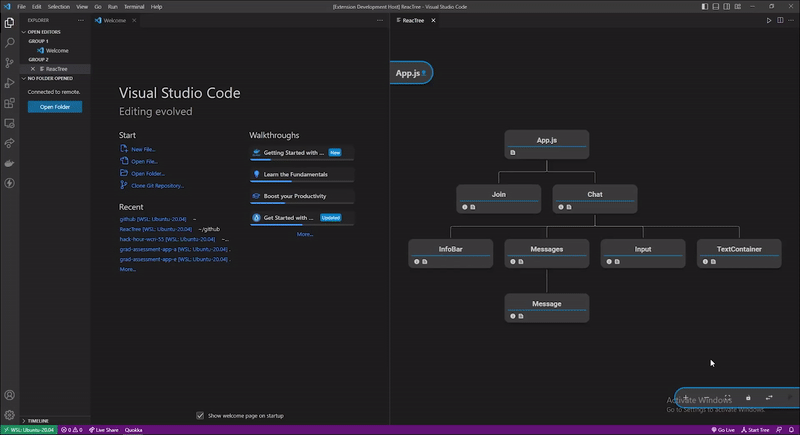 File Edit Selection View Go Run Terminal Help
[Extension Development Host] ReacTree - Visual Studio Code
EXPLORER
OPEN EDITORS
GROUP 1
Welcome
GROUP 2
ReacTree
NO FOLDER OPENED
Connected to remote.
Open Folder
TIMELINE
Welcome
Visual Studio Code
Editing evolved
Start
New File...
Open File...
Open Folder...
Clone Git Repository...
Recent
github [WSL: Ubuntu-20.04] ~
ReacTree [WSL: Ubuntu-20.04] ~/github
[WSL: Ubuntu-20.04] ~...
grad-assessment-app-a [WSL: Ubuntu-20.04] .
grad-assessment-app-e [WSL: Ubuntu-20.04] .
More...
Walkthroughs
Getting Started with ... New
Learn the Fundamentals
Boost your Productivity
Get Started with ... Updated
More...
Show welcome page on startup
ReacTree
App.js
App.js
Join Chat
InfoBar Messages Input TextContainer
Message
Activate Windows
Go to Settings to activate Windows.
WSL: Ubuntu-20.04 0 0 Live Share Quokka Go Live Start Tree